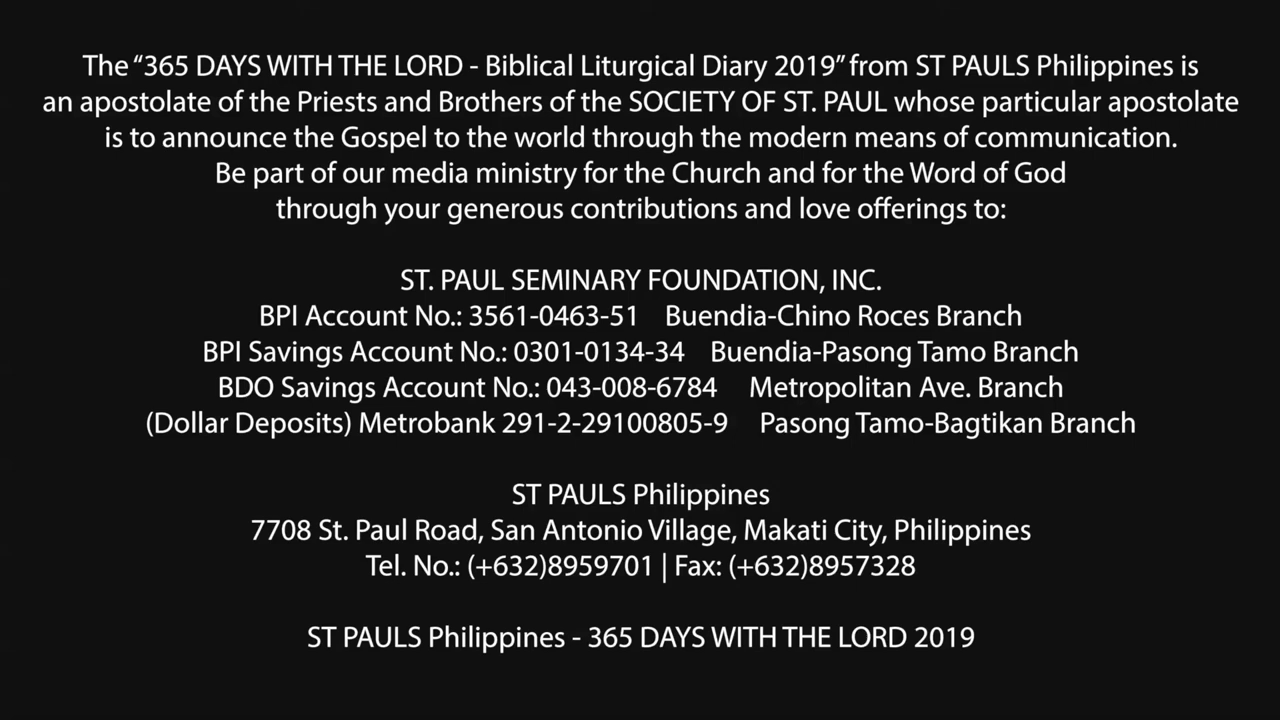 The “365 DAYS WITH THE LORD - Biblical Liturgical Diary 2019” from ST PAULS Philippines is
an apostolate of the Priests and Brothers of the SOCIETY OF ST. PAUL whose particular apostolate
is to announce the Gospel to the world through the modern means of communication.
Be part of our media ministry for the Church and for the Word of God
through your generous contributions and love offerings to:
ST. PAUL SEMINARY FOUNDATION, INC.
BPI Account No.: 3561-0463-51 Buendia-Chino Roces Branch
BPI Savings Account No.: 0301-0134-34 Buendia-Pasong Tamo Branch
BDO Savings Account No.: 043-008-6784 Metropolitan Ave. Branch
(Dollar Deposits) Metrobank 291-2-29100805-9 Pasong Tamo-Bagtikan Branch
ST PAULS Philippines
7708 St. Paul Road, San Antonio Village, Makati City, Philippines
Tel. No.: (+632)8959701 | Fax: (+632)8957328
ST PAULS Philippines - 365 DAYS WITH THE LORD 2019